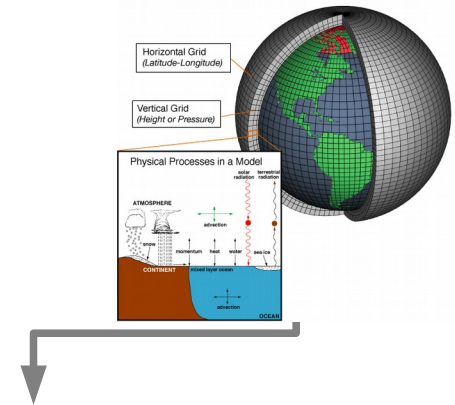 Horizontal Grid
(Latitude-Longitude)
Vertical Grid
(Height or Pressure)
Physical Processes in a Model
solar
radiation
terrestrial
radiation
ATMOSPHERE
advection
snow
momentum heat water sea ice
CONTINENT
mixed layer ocean
advection
OCEAN